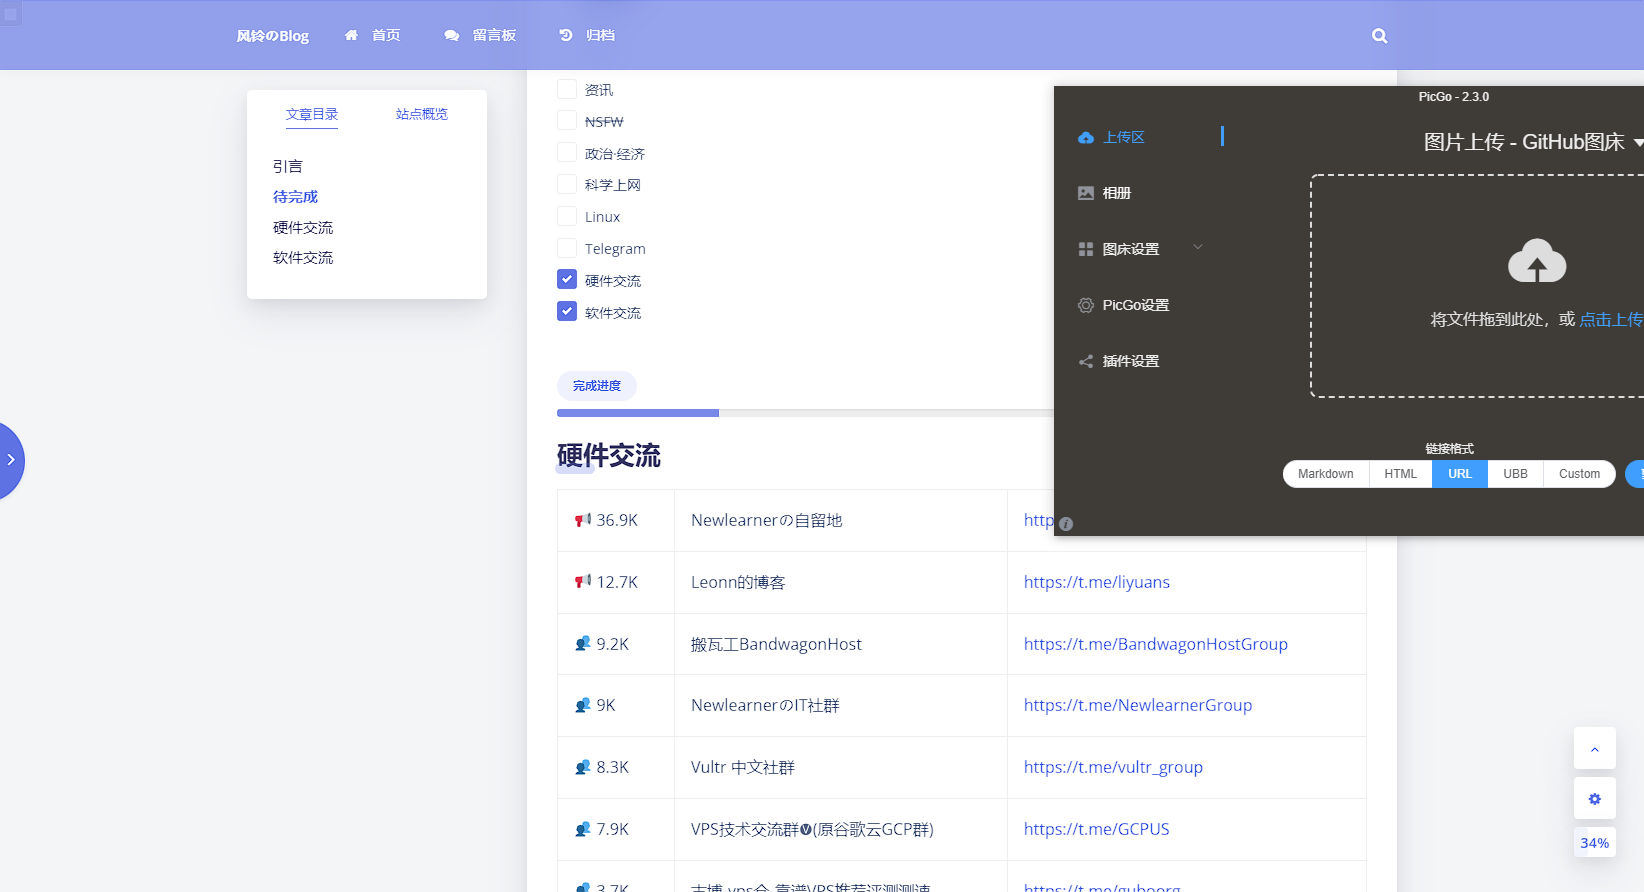 风铃のBlog
首页
留言板
归档
文章目录
站点概览
引言
待完成
硬件交流
软件交流
资讯
NSFW
政治·经济
科学上网
Linux
Telegram
硬件交流
软件交流
完成进度
硬件交流
36.9K Newlearnerの自留地 http
12.7K Leonn的博客 https://t.me/liyuans
9.2K 搬瓦工BandwagonHost https://t.me/BandwagonHostGroup
9K NewlearnerのIT社群 https://t.me/NewlearnerGroup
8.3K Vultr 中文社群 https://t.me/vultr_group
7.9K VPS技术交流群Ⓥ(原谷歌云GCP群) https://t.me/GCPUS
3.7K
PicGo - 2.3.0
上传区
相册
图床设置
PicGo设置
插件设置
图片上传 - GitHub图床
将文件拖到此处，或 点击上传
链接格式
Markdown HTML URL UBB Custom
34%